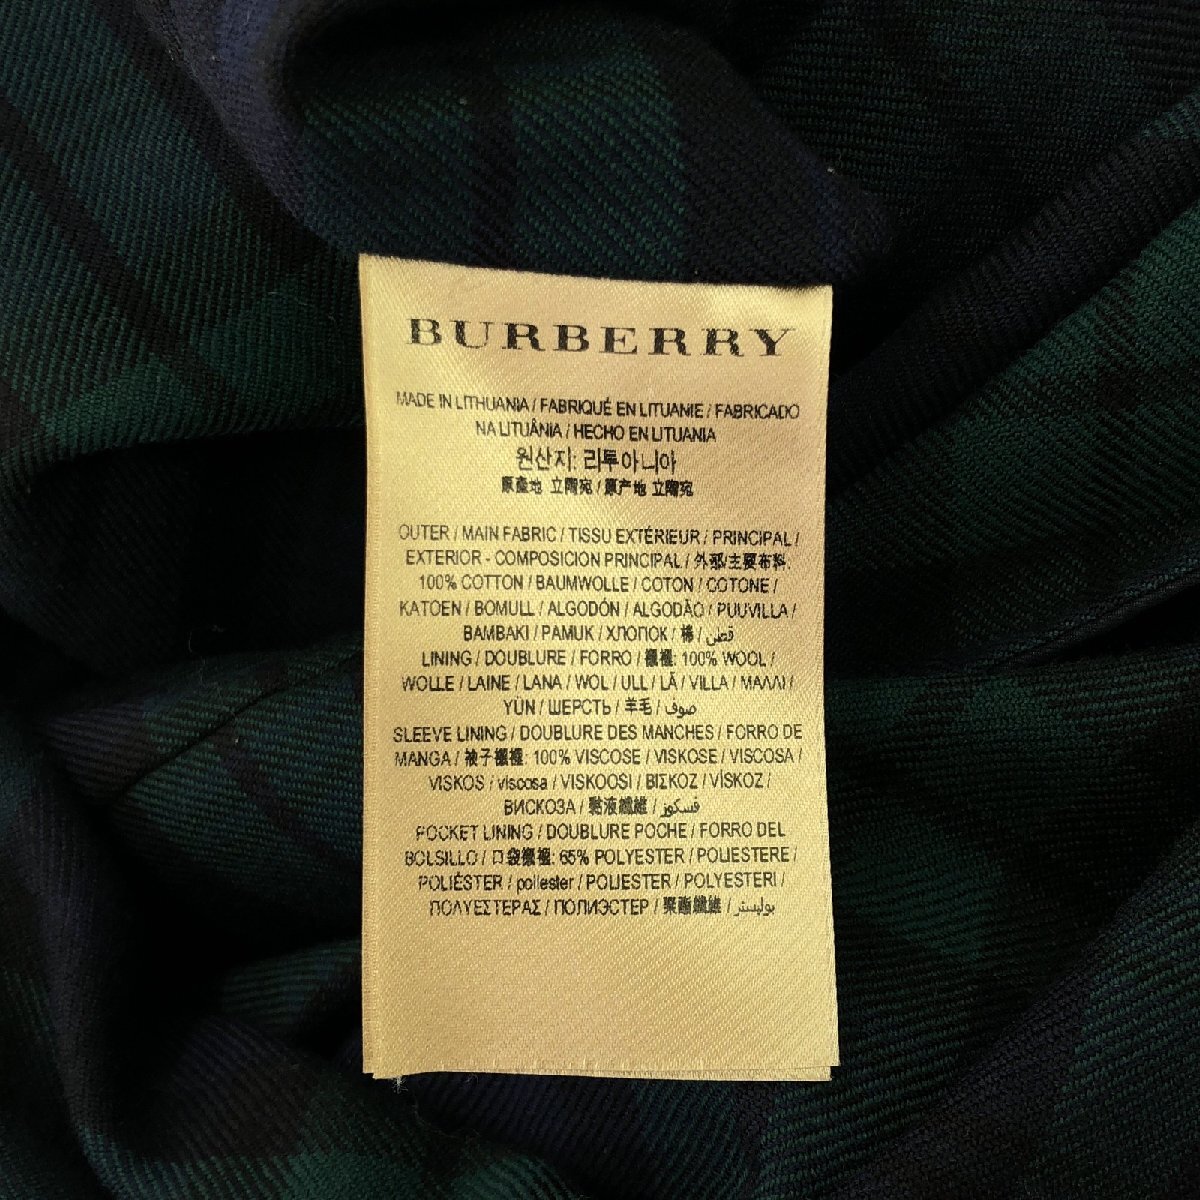 BURBERRY
MADE IN LITHUANIA / FABRIQUÉ EN LITUANIE / FABRICADO
NA LITUÂNIA / HECHO EN LITUANIA
원산지: 리투아니아
原產地 立陶宛 / 原产地 立陶宛
OUTER / MAIN FABRIC / TISSU EXTÉRIEUR / PRINCIPAL /
EXTERIOR - COMPOSICION PRINCIPAL / 外部/主要布料:
100% COTTON / BAUMWOLLE / COTON / COTONE /
KATOEN / BOMULL / ALGODÓN / ALGODÃO / PUUVILLA /
BAMBAKI / PAMUK / ХЛОПОК / 棉 / قطن
LINING / DOUBLURE / FORRO / 襯裡: 100% WOOL /
WOLLE / LAINE / LANA / WOL / ULL / LÃ / VILLA / ΜΑΛΛΙ /
YÜN / ШЕРСТЬ / 羊毛 / صوف
SLEEVE LINING / DOUBLURE DES MANCHES / FORRO DE
MANGA / 袖子襯裡: 100% VISCOSE / VISKOSE / VISCOSA /
VISKOS / viscosa / VISKOOSI / ΒΙΣΚΟΖ / VİSKOZ /
ВИСКОЗА / 黏液纖維 / فسكوز
POCKET LINING / DOUBLURE POCHE / FORRO DEL
BOLSILLO / 口袋襯裡: 65% POLYESTER / POLIESTERE /
POLIÉSTER / poliester / POLIJESTER / POLYESTERI /
ΠΟΛΥΕΣΤΕΡΑΣ / ПОЛИЭСТЕР / 聚酯纖維 / بوليستر